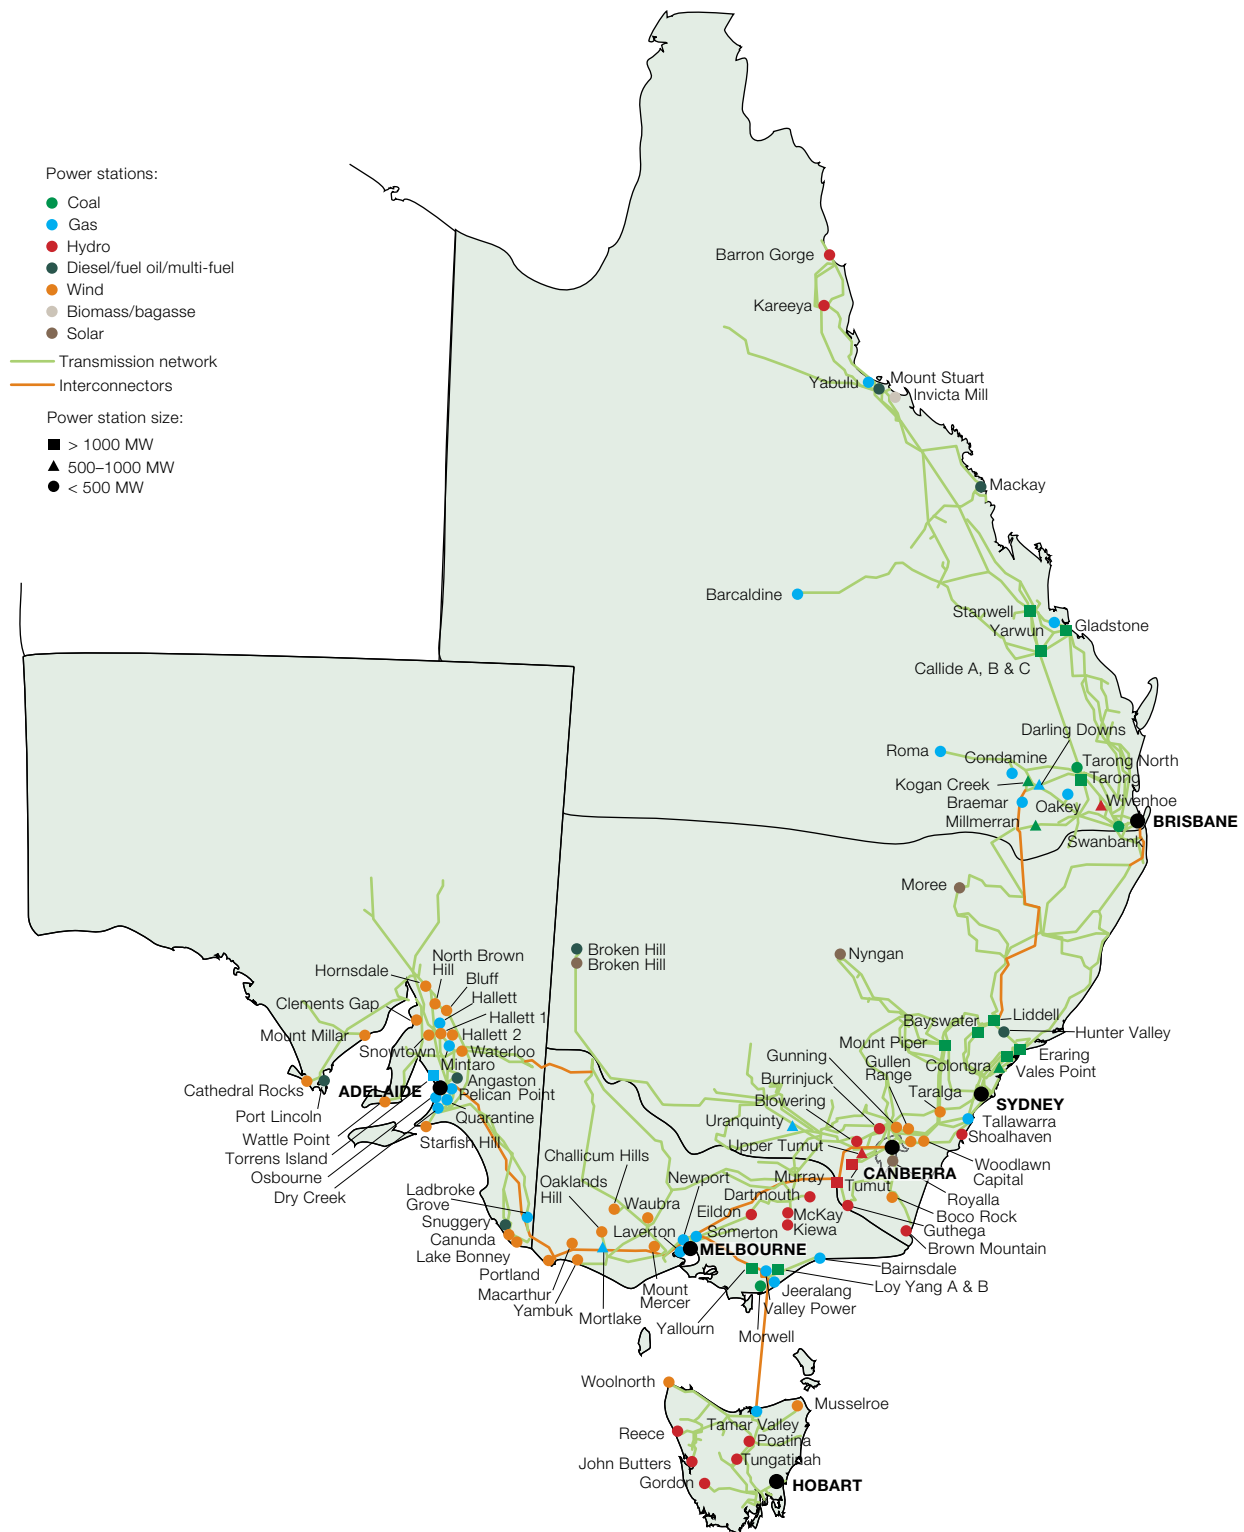 Power stations:
Coal
Gas
Hydro
Diesel/fuel oil/multi-fuel
Wind
Biomass/bagasse
Solar
Transmission network
Interconnectors
Power station size:
> 1000 MW
500–1000 MW
< 500 MW
Barron Gorge
Kareeya
Yabulu
Mount Stuart
Invicta Mill
Mackay
Barcaldine
Stanwell
Yarwun
Gladstone
Callide A, B & C
Darling Downs
Roma
Condamine
Tarong North
Tarong
Kogan Creek
Braemar
Oakey
Wivenhoe
Millmerran
BRISBANE
Swanbank
Moree
Broken Hill
Broken Hill
Nyngan
North Brown
Hill
Hornsdale
Bluff
Hallett
Clements Gap
Hallett 1
Mount Millar
Hallett 2
Snowtown
Waterloo
Mintaro
Cathedral Rocks
ADELAIDE
Angaston
Pelican Point
Port Lincoln
Quarantine
Wattle Point
Starfish Hill
Torrens Island
Osbourne
Dry Creek
Bayswater
Liddell
Hunter Valley
Mount Piper
Eraring
Vales Point
Gunning
Gullen
Range
Colongra
Burrinjuck
Taralga
SYDNEY
Blowering
Uranquinty
Tallawarra
Shoalhaven
Upper Tumut
CANBERRA
Woodlawn
Capital
Murray
Tumut
Royalla
Boco Rock
Guthega
Brown Mountain
Challicum Hills
Newport
Oaklands
Hill
Dartmouth
Ladbroke
Grove
Waubra
Eildon
McKay
Kiewa
Snuggery
Laverton
Somerton
Canunda
MELBOURNE
Lake Bonney
Portland
Bairnsdale
Macarthur
Mount
Mercer
Loy Yang A & B
Yambuk
Jeeralang
Mortlake
Valley Power
Yallourn
Morwell
Woolnorth
Musselroe
Tamar Valley
Reece
Poatina
John Butters
Tungatinah
Gordon
HOBART